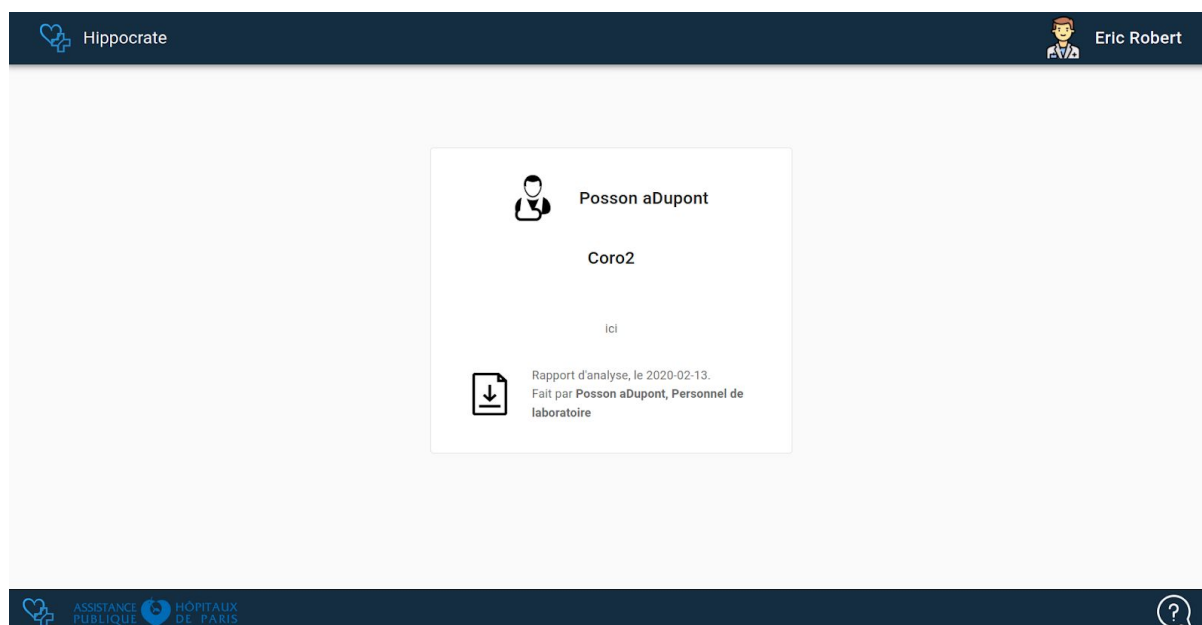 Hippocrate
Eric Robert
Posson aDupont
Coro2
ici
Rapport d'analyse, le 2020-02-13.
Fait par Posson aDupont, Personnel de
laboratoire
ASSISTANCE HÔPITAUX
PUBLIQUE DE PARIS
?